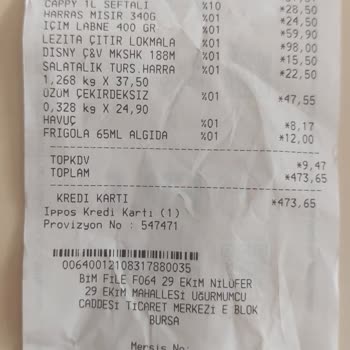 CAPPY 1L ŞEFTALİ %10 *28,50
HARRAS MISIR 340G %01 *24,50
İÇİM LABNE 400 GR %01 *59,90
LEZITA ÇITIR LOKMALA %01 *98,00
DISNY Ç&V MKSHK 188M %01 *15,50
SALATALIK TURS.HARRA %01 *22,50
1,268 kg X 37,50
ÜZÜM ÇEKİRDEKSİZ %01 *47,55
0,328 kg X 24,90
HAVUÇ %01 *8,17
FRIGOLA 65ML ALGIDA %01 *12,00
TOPKDV *9,47
TOPLAM *473,65
KREDİ KARTI *473,65
Ippos Kredi Kartı (1)
Provizyon No : 547471
00640012108317880035
BİM FİLE F064 29 EKİM NİLÜFER
29 EKİM MAHALLESİ UĞURMUMCU
CADDESİ TİCARET MERKEZİ E BLOK
BURSA
Mersis No: